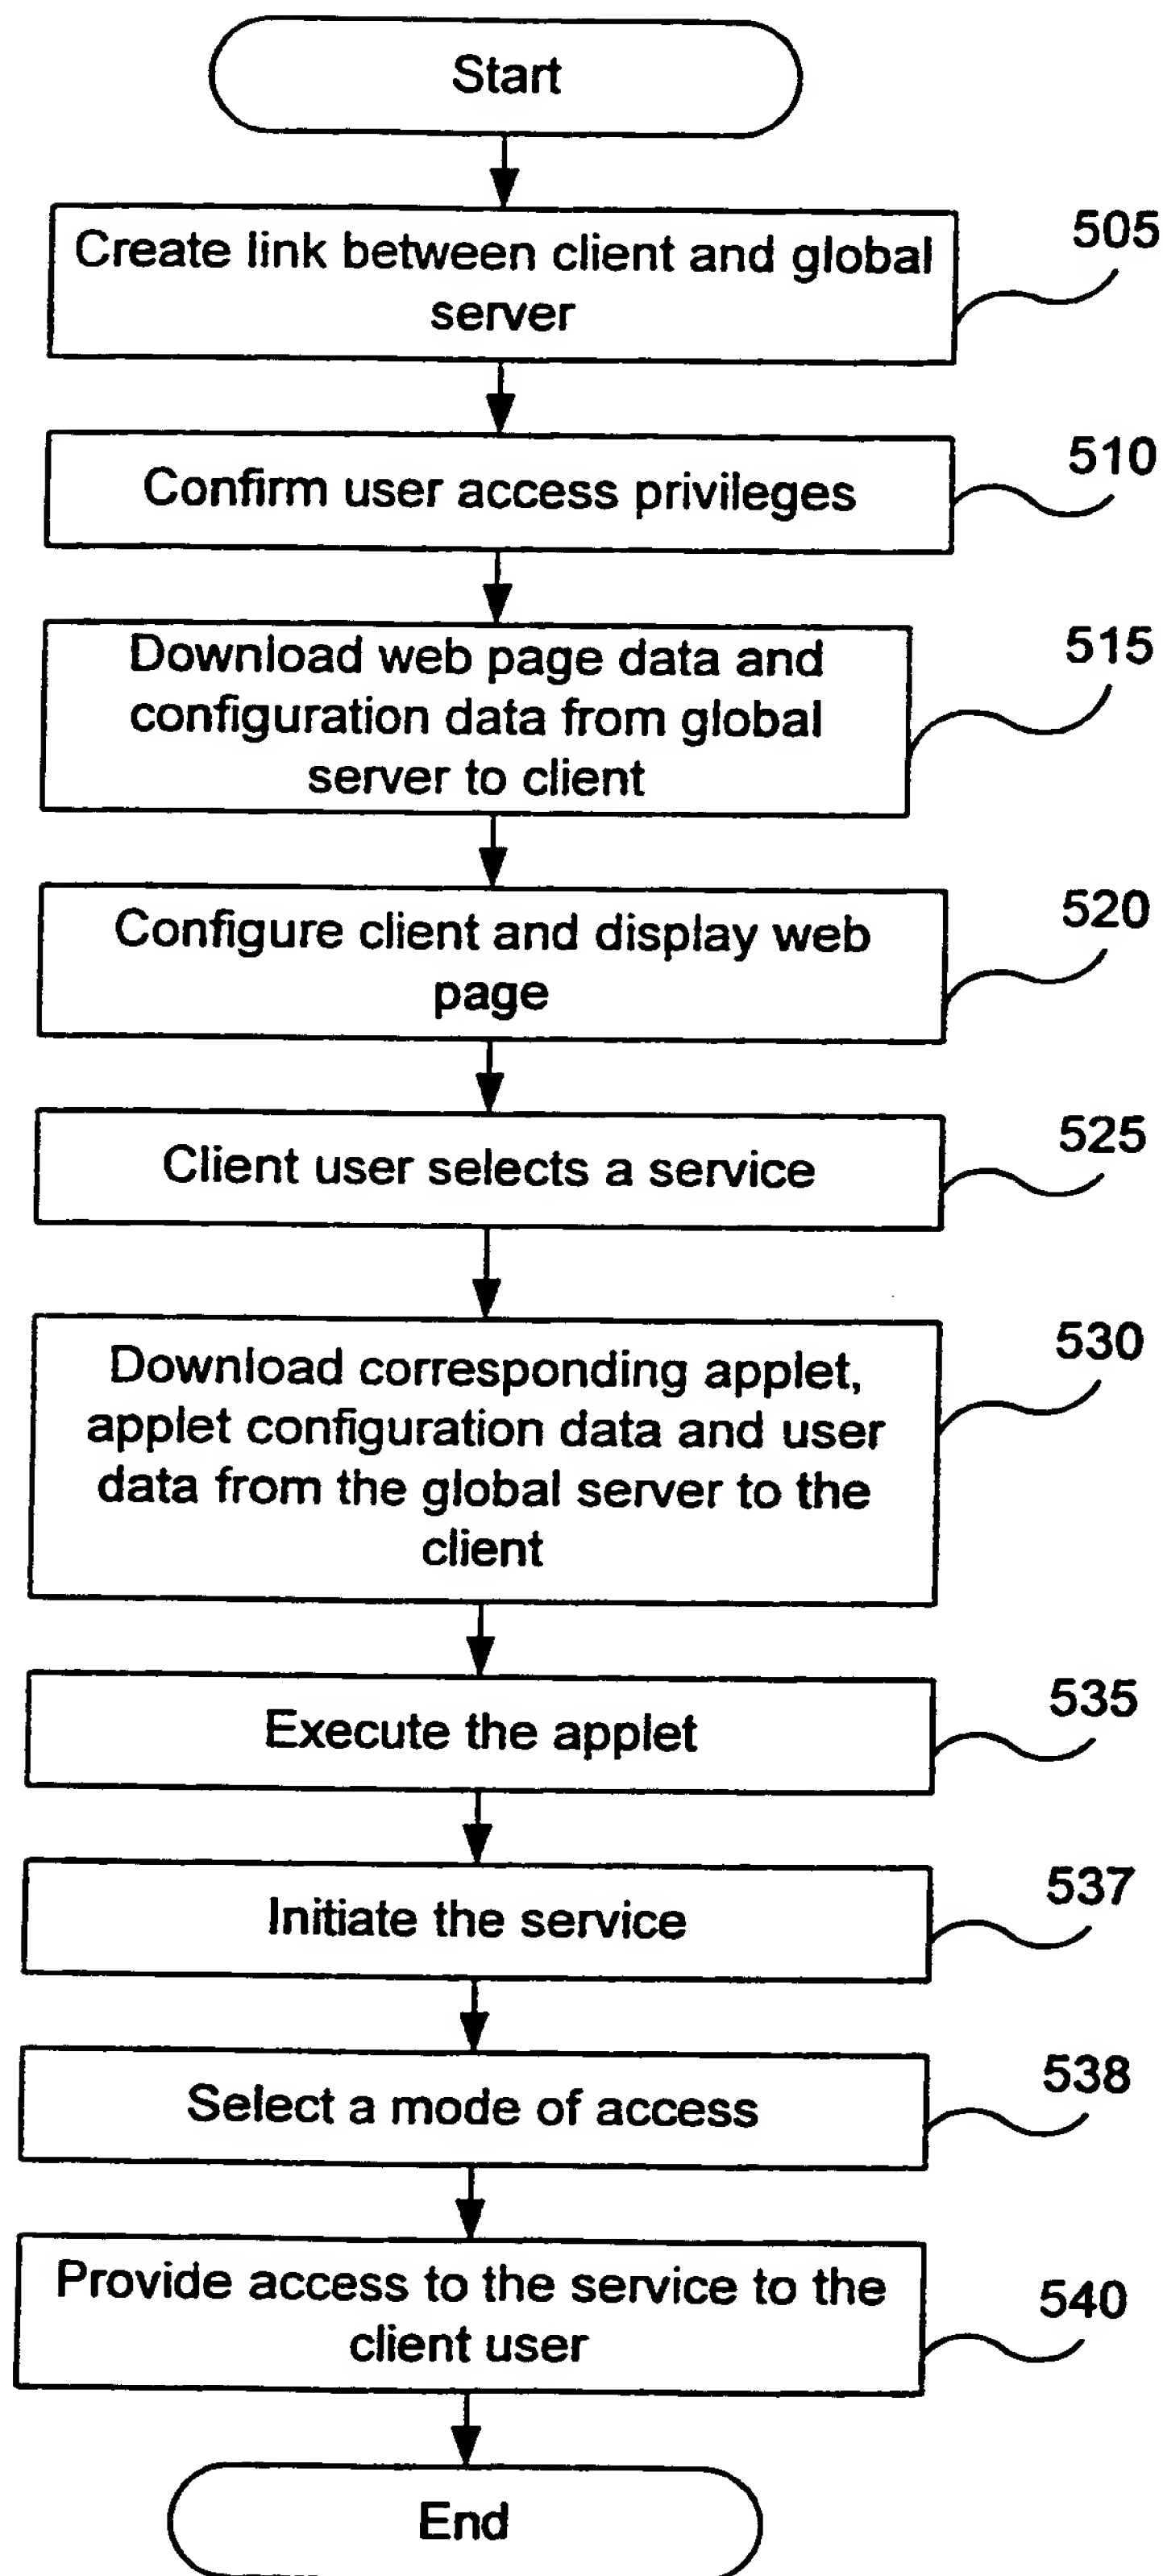 Start
Create link between client and global
server
505
Confirm user access privileges
510
Download web page data and
configuration data from global
server to client
515
Configure client and display web
page
520
Client user selects a service
525
Download corresponding applet,
applet configuration data and user
data from the global server to the
client
530
Execute the applet
535
Initiate the service
537
Select a mode of access
538
Provide access to the service to the
client user
540
End